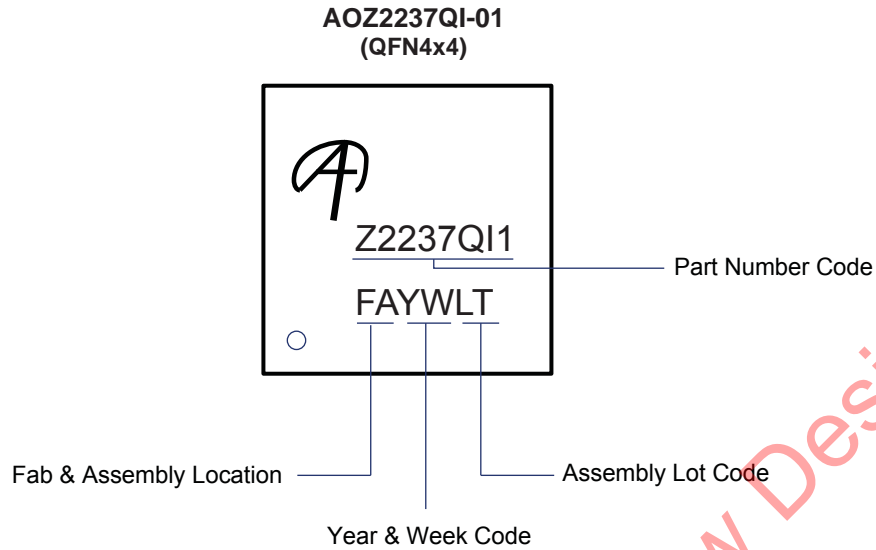 AOZ2237QI-01
(QFN4x4)
Z2237QI1
Part Number Code
FAYWLT
Fab & Assembly Location
Assembly Lot Code
Year & Week Code